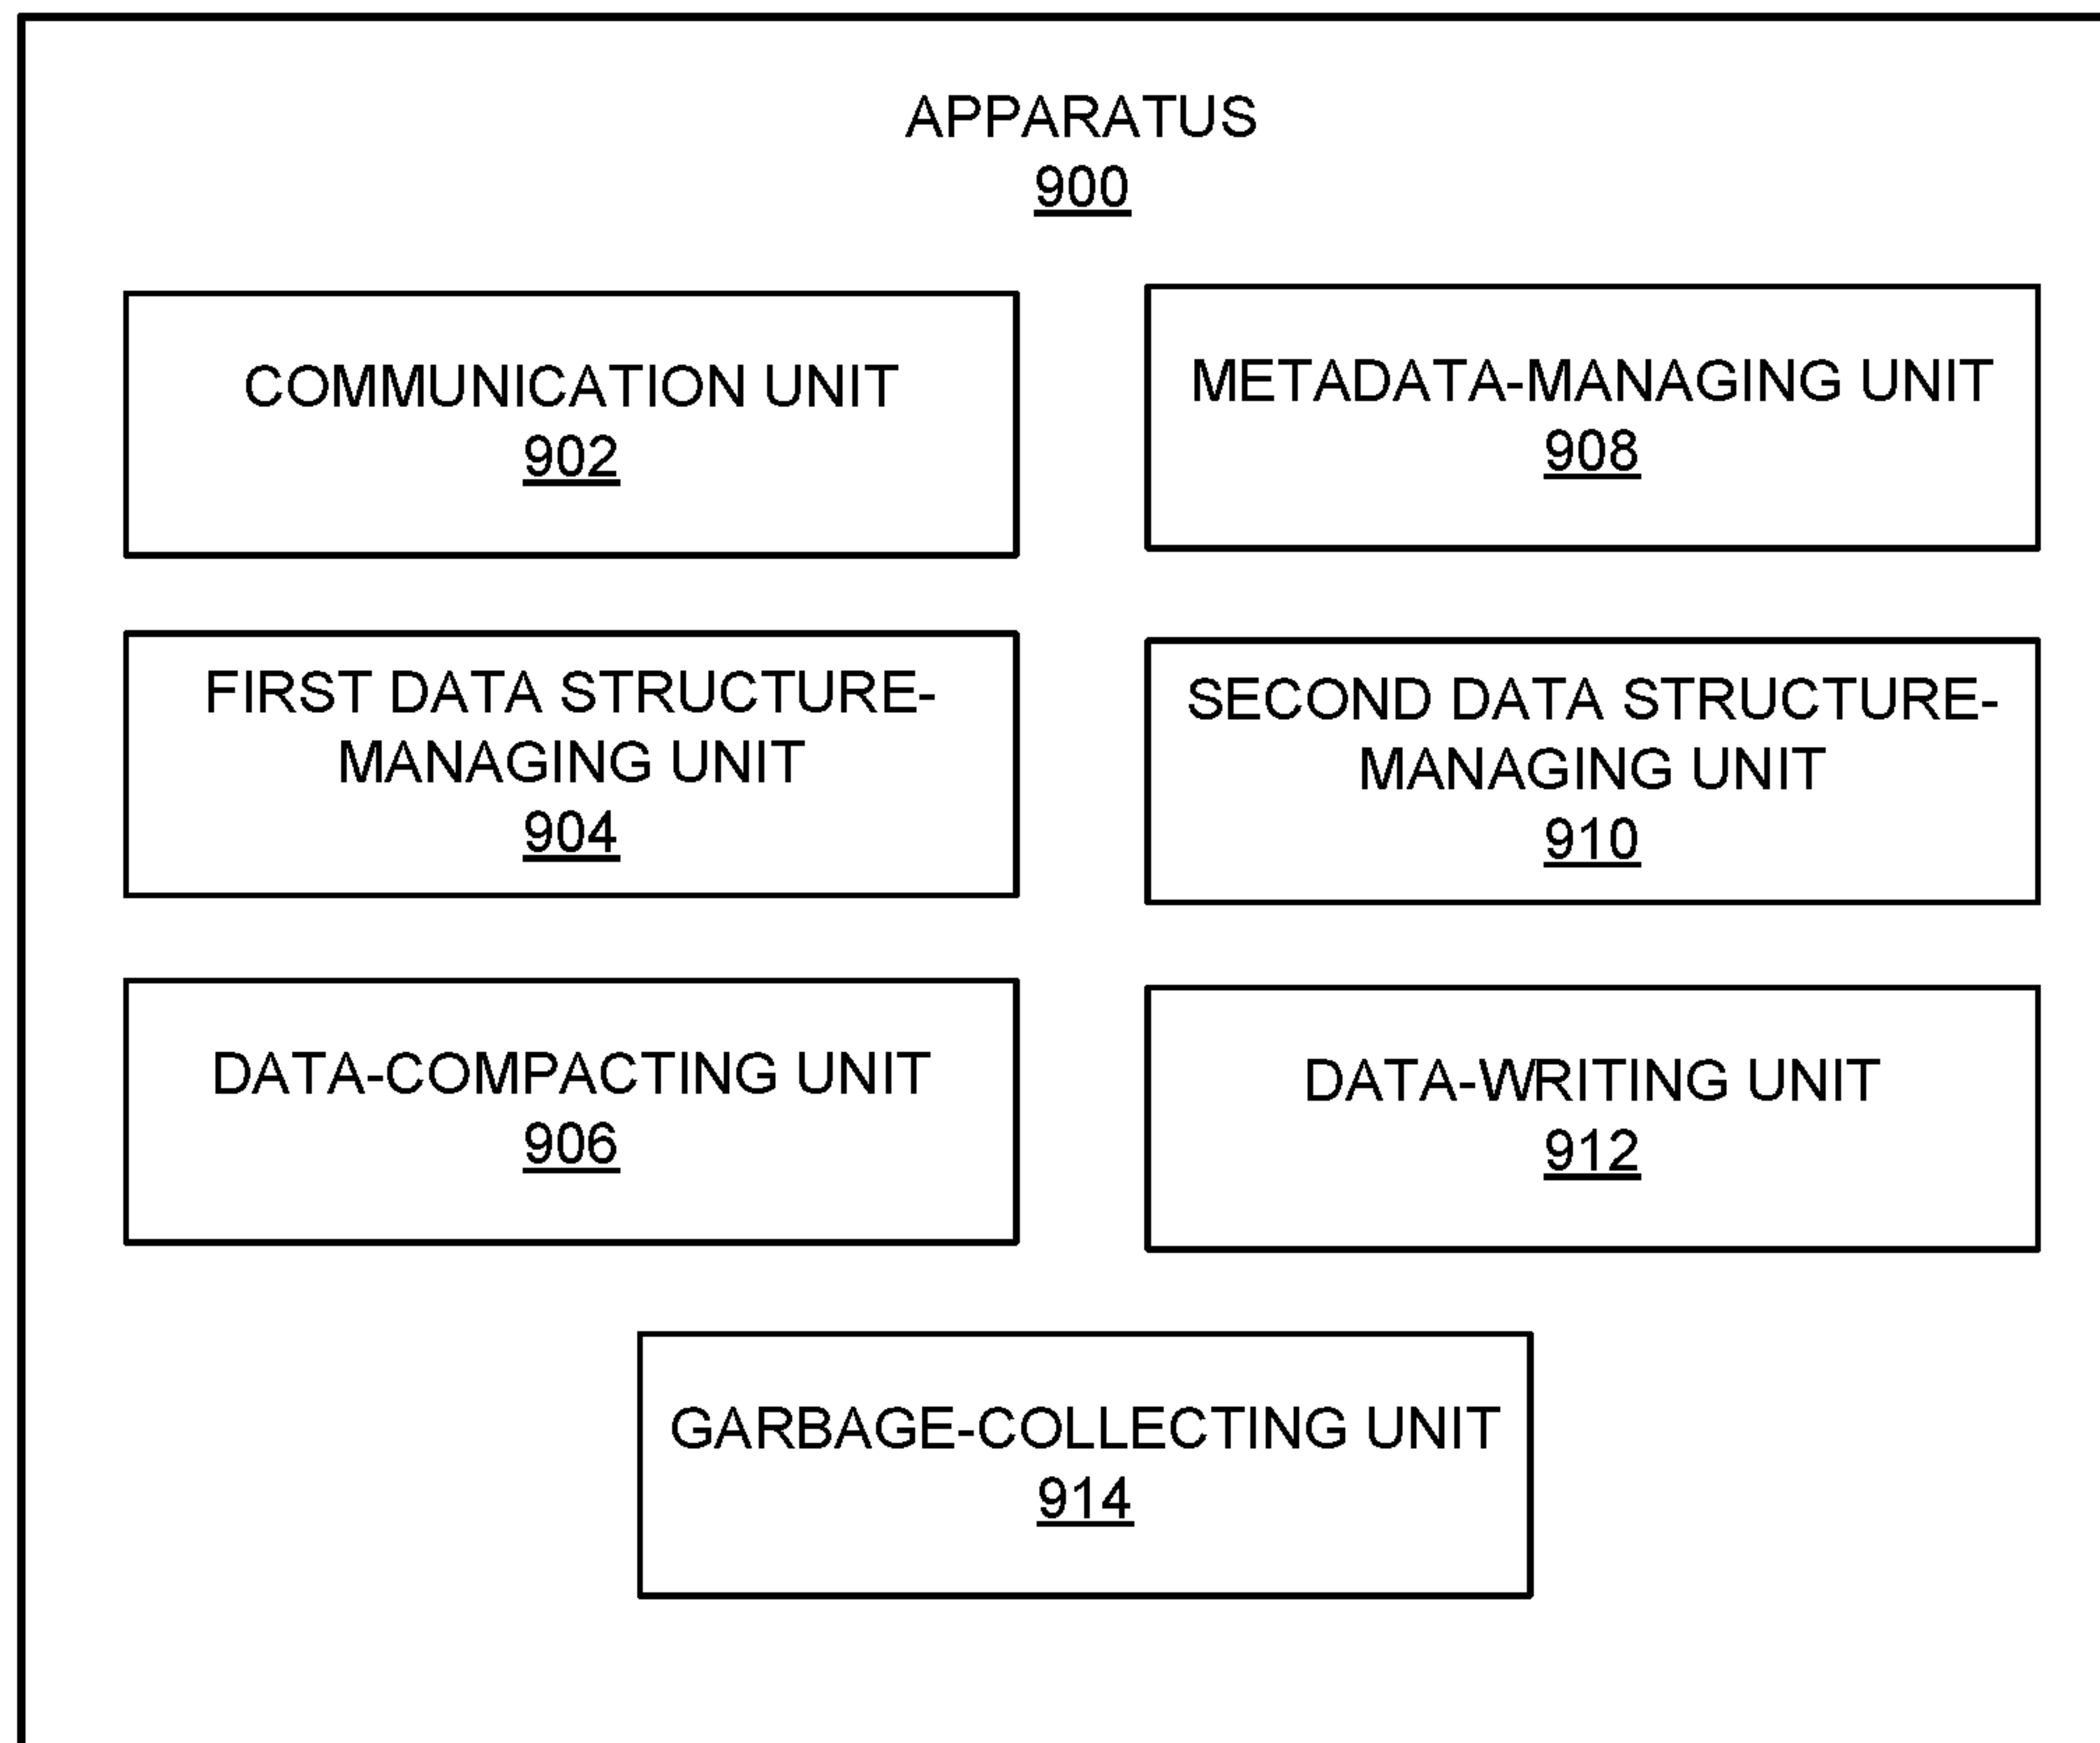 APPARATUS
900
COMMUNICATION UNIT
902
METADATA-MANAGING UNIT
908
FIRST DATA STRUCTURE-
MANAGING UNIT
904
SECOND DATA STRUCTURE-
MANAGING UNIT
910
DATA-COMPACTING UNIT
906
DATA-WRITING UNIT
912
GARBAGE-COLLECTING UNIT
914